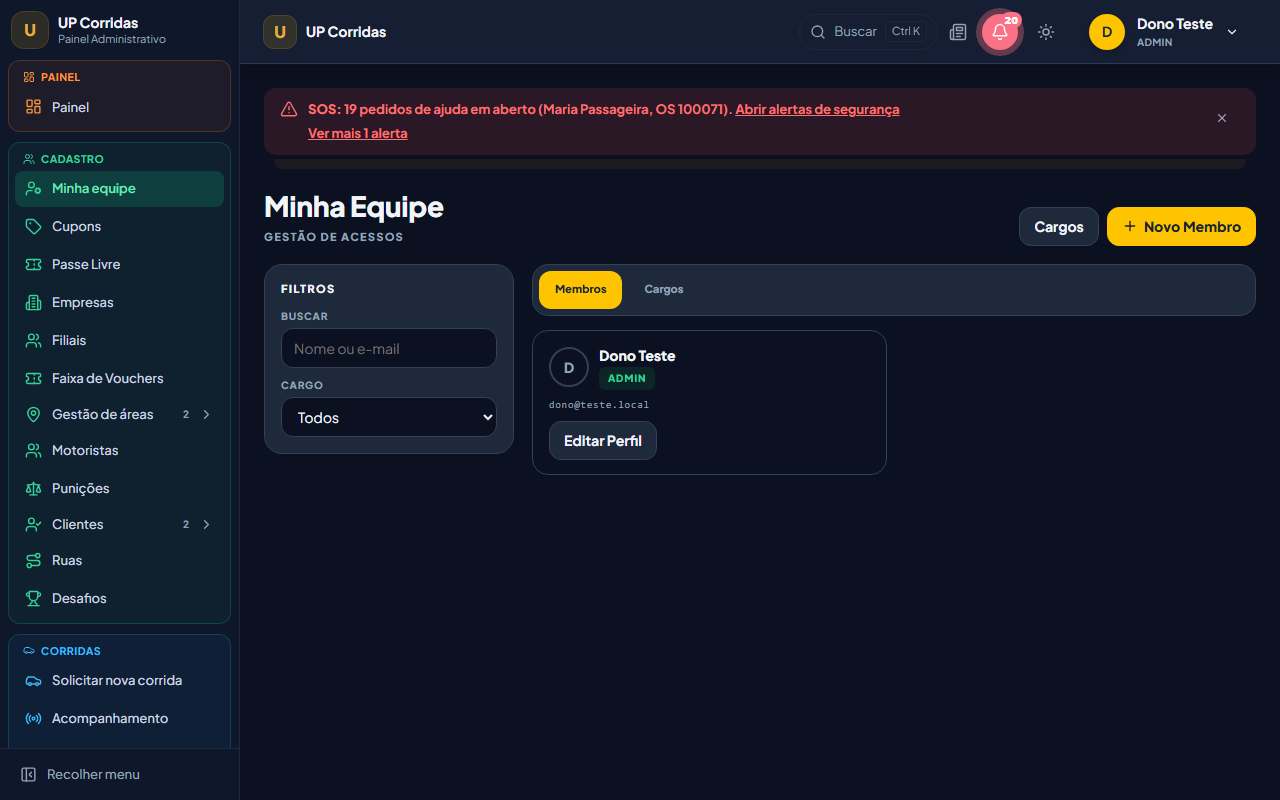 U
UP Corridas
Painel Administrativo
PAINEL
Painel
CADASTRO
Minha equipe
Cupons
Passe Livre
Empresas
Filiais
Faixa de Vouchers
Gestão de áreas 2
Motoristas
Punições
Clientes 2
Ruas
Desafios
CORRIDAS
Solicitar nova corrida
Acompanhamento
Recolher menu
U UP Corridas
Buscar Ctrl K
20
D
Dono Teste
ADMIN
SOS: 19 pedidos de ajuda em aberto (Maria Passageira, OS 100071). Abrir alertas de segurança
Ver mais 1 alerta
Minha Equipe
GESTÃO DE ACESSOS
Cargos
Novo Membro
FILTROS
BUSCAR
Nome ou e-mail
CARGO
Todos
Membros Cargos
D
Dono Teste
ADMIN
dono@teste.local
Editar Perfil